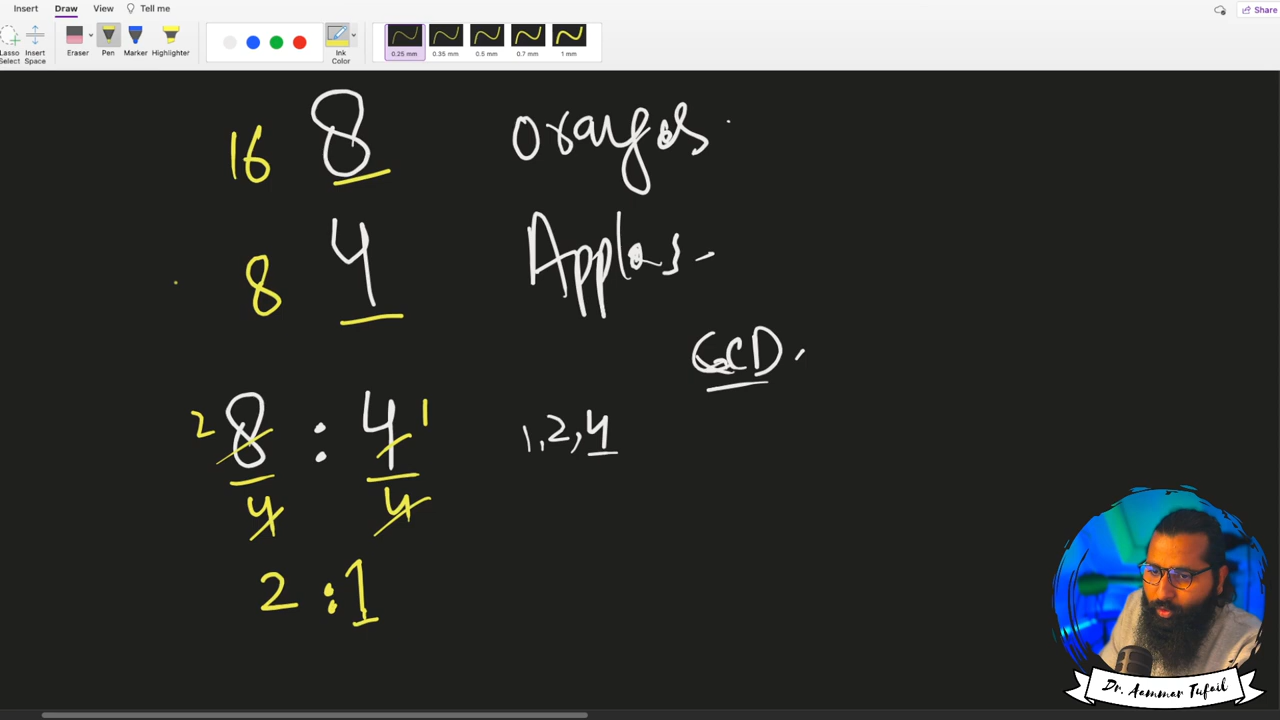 Insert Draw View Tell me
Share
Lasso Select
Insert Space
Eraser
Pen
Marker
Highlighter
Ink Color
0.25 mm
0.35 mm
0.5 mm
0.7 mm
1 mm
16 8 oranges.
8 4 Apples.
GCD.
2 8 : 4 1
1, 2, 4
4 4
2 : 1
Dr. Aammar Tufail